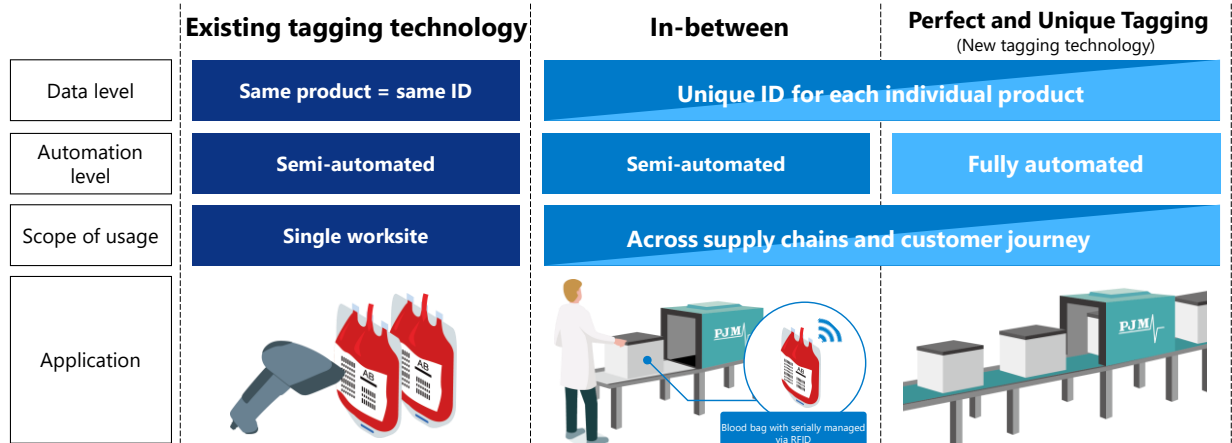 Existing tagging technology
In-between
Perfect and Unique Tagging
(New tagging technology)
Data level
Same product = same ID
Unique ID for each individual product
Automation
level
Semi-automated
Semi-automated
Fully automated
Scope of usage
Single worksite
Across supply chains and customer journey
Application
AB
AB
PJM
PJM
Blood bag with serially managed
via RFID